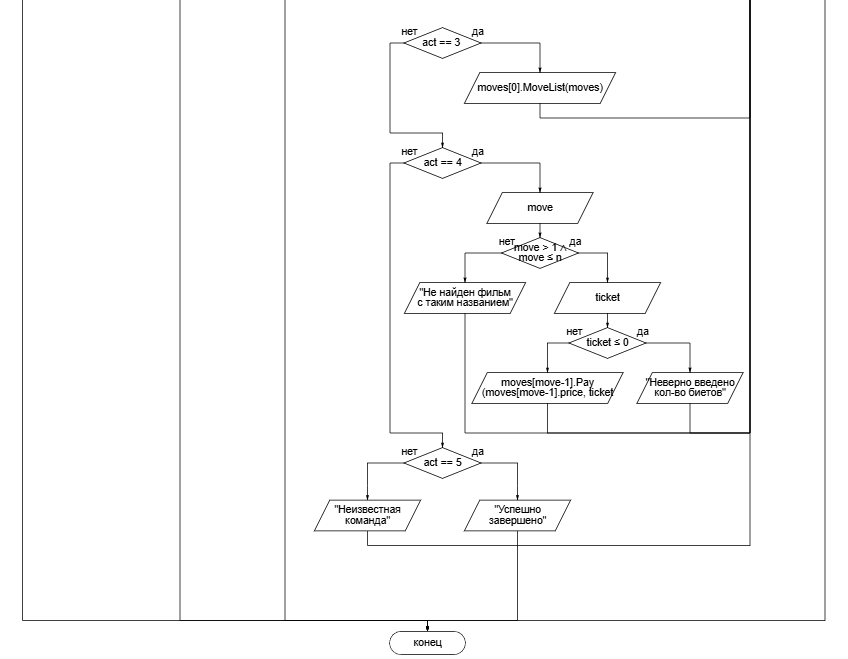 нет да
act == 3
moves[0].MoveList(moves)
нет да
act == 4
move
нет да
move > 1 ∧
move ≤ n
"Не найден фильм
с таким названием"
ticket
нет да
ticket ≤ 0
moves[move-1].Pay
(moves[move-1].price, ticket
"Неверно введено
кол-во биетов"
нет да
act == 5
"Неизвестная
команда"
"Успешно
завершено"
конец